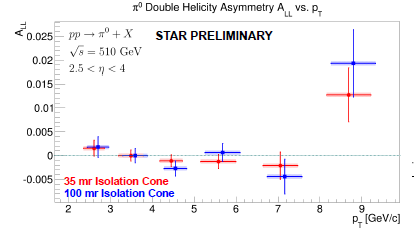 π⁰ Double Helicity Asymmetry A_LL vs. p_T
A_LL
pp → π⁰ + X
√s = 510 GeV
2.5 < η < 4
STAR PRELIMINARY
0.025
0.02
0.015
0.01
0.005
0
-0.005
35 mr Isolation Cone
100 mr Isolation Cone
2 3 4 5 6 7 8 9
p_T [GeV/c]